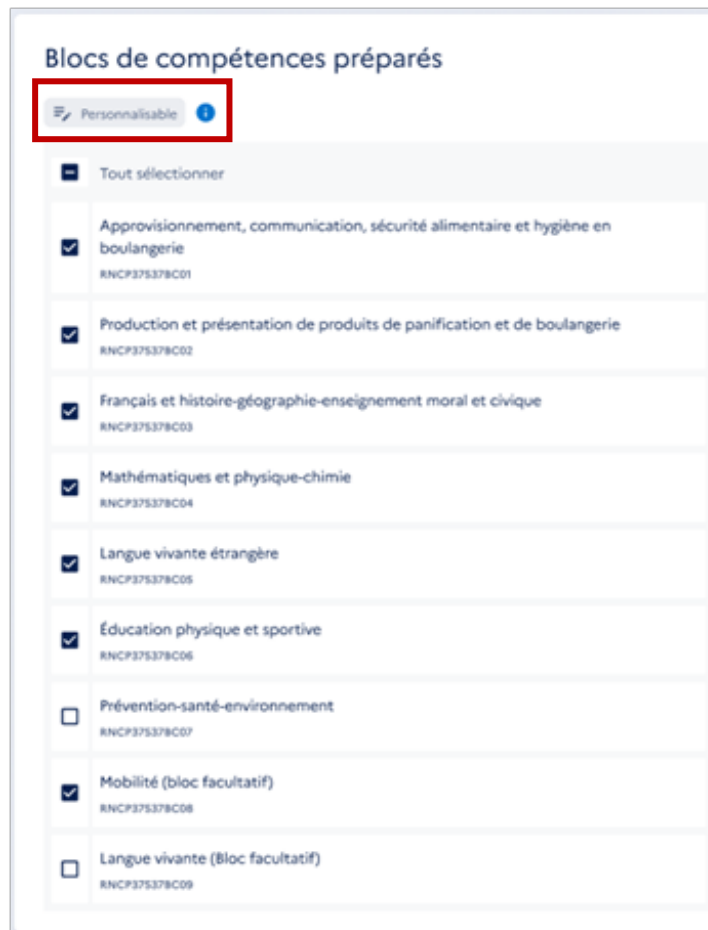 Blocs de compétences préparés
Personnalisable
Tout sélectionner
Approvisionnement, communication, sécurité alimentaire et hygiène en
boulangerie
RNCP37537BC01
Production et présentation de produits de panification et de boulangerie
RNCP37537BC02
Français et histoire-géographie-enseignement moral et civique
RNCP37537BC03
Mathématiques et physique-chimie
RNCP37537BC04
Langue vivante étrangère
RNCP37537BC05
Éducation physique et sportive
RNCP37537BC06
Prévention-santé-environnement
RNCP37537BC07
Mobilité (bloc facultatif)
RNCP37537BC08
Langue vivante (Bloc facultatif)
RNCP37537BC09